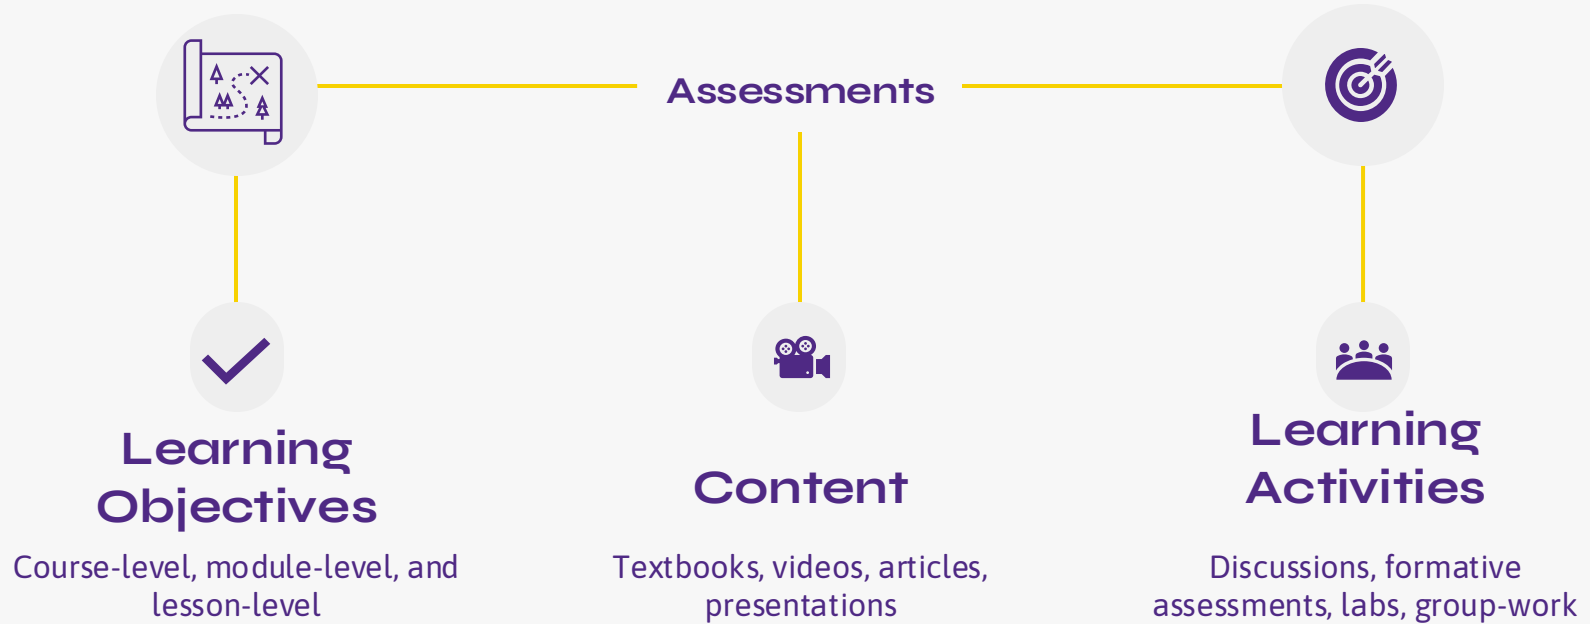 Assessments
Learning
Objectives
Course-level, module-level, and
lesson-level
Content
Textbooks, videos, articles,
presentations
Learning
Activities
Discussions, formative
assessments, labs, group-work